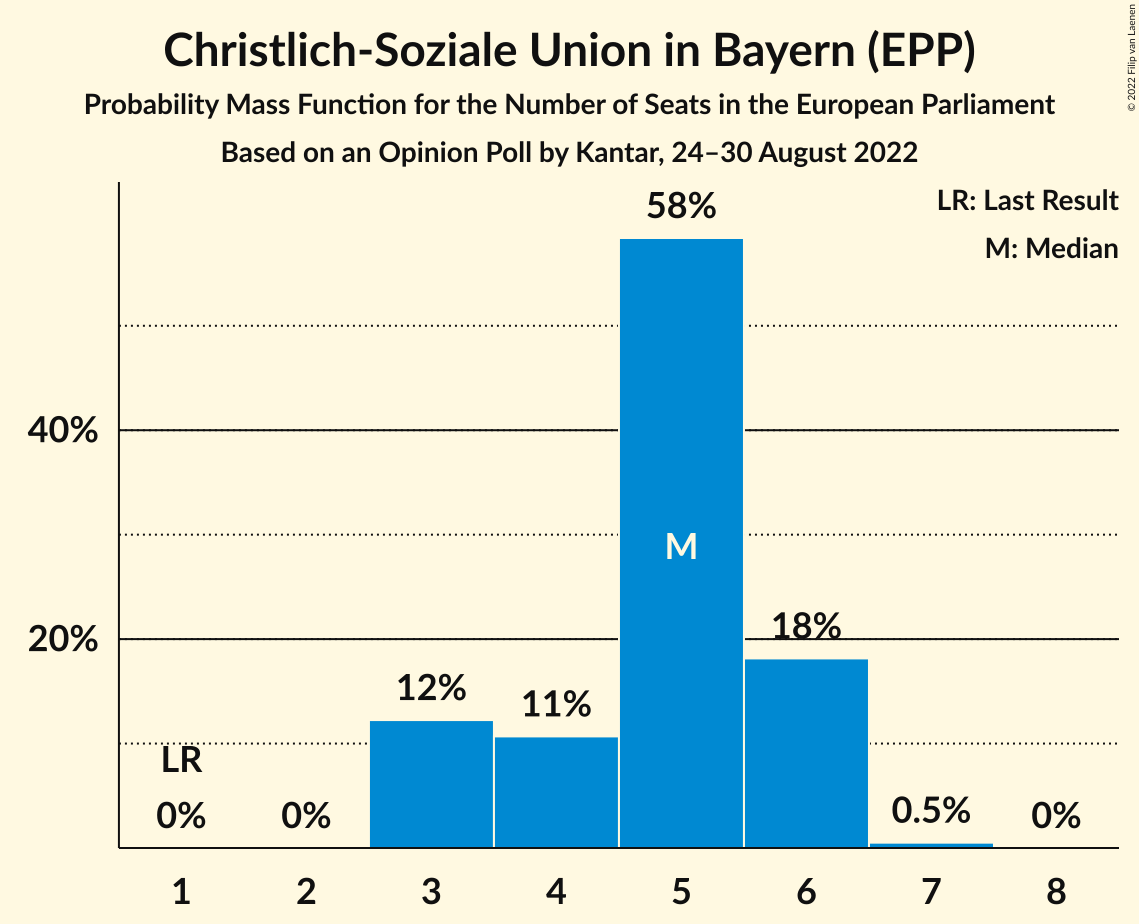 Christlich-Soziale Union in Bayern (EPP)
Probability Mass Function for the Number of Seats in the European Parliament
Based on an Opinion Poll by Kantar, 24–30 August 2022
© 2022 Filip van Laenen
LR: Last Result
M: Median
58%
40%
M
20%
18%
12%
11%
LR
0%
0%
0.5%
0%
1 2 3 4 5 6 7 8